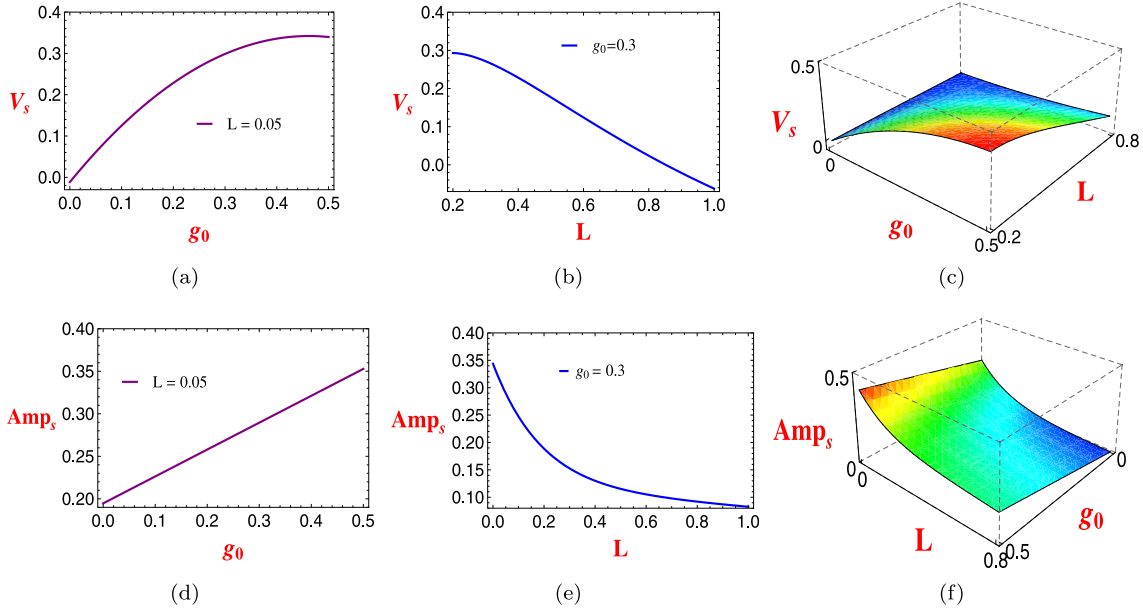 0.4
0.3
V_s 0.2
0.1
0.0
L = 0.05
0.0 0.1 0.2 0.3 0.4 0.5
g_0
(a)
0.4
0.3
V_s 0.2
0.1
0.0
g_0=0.3
0.2 0.4 0.6 0.8 1.0
L
(b)
0.5
V_s
0
0
0.8
L
g_0
0.5 0.2
(c)
0.40
0.35
Amp_s 0.30
0.25
0.20
L = 0.05
0.0 0.1 0.2 0.3 0.4 0.5
g_0
(d)
0.40
0.35
0.30
Amp_s 0.25
0.20
0.15
0.10
g_0 = 0.3
0.0 0.2 0.4 0.6 0.8 1.0
L
(e)
0.5
Amp_s
0
0
0
g_0
L
0.8 0.5
(f)